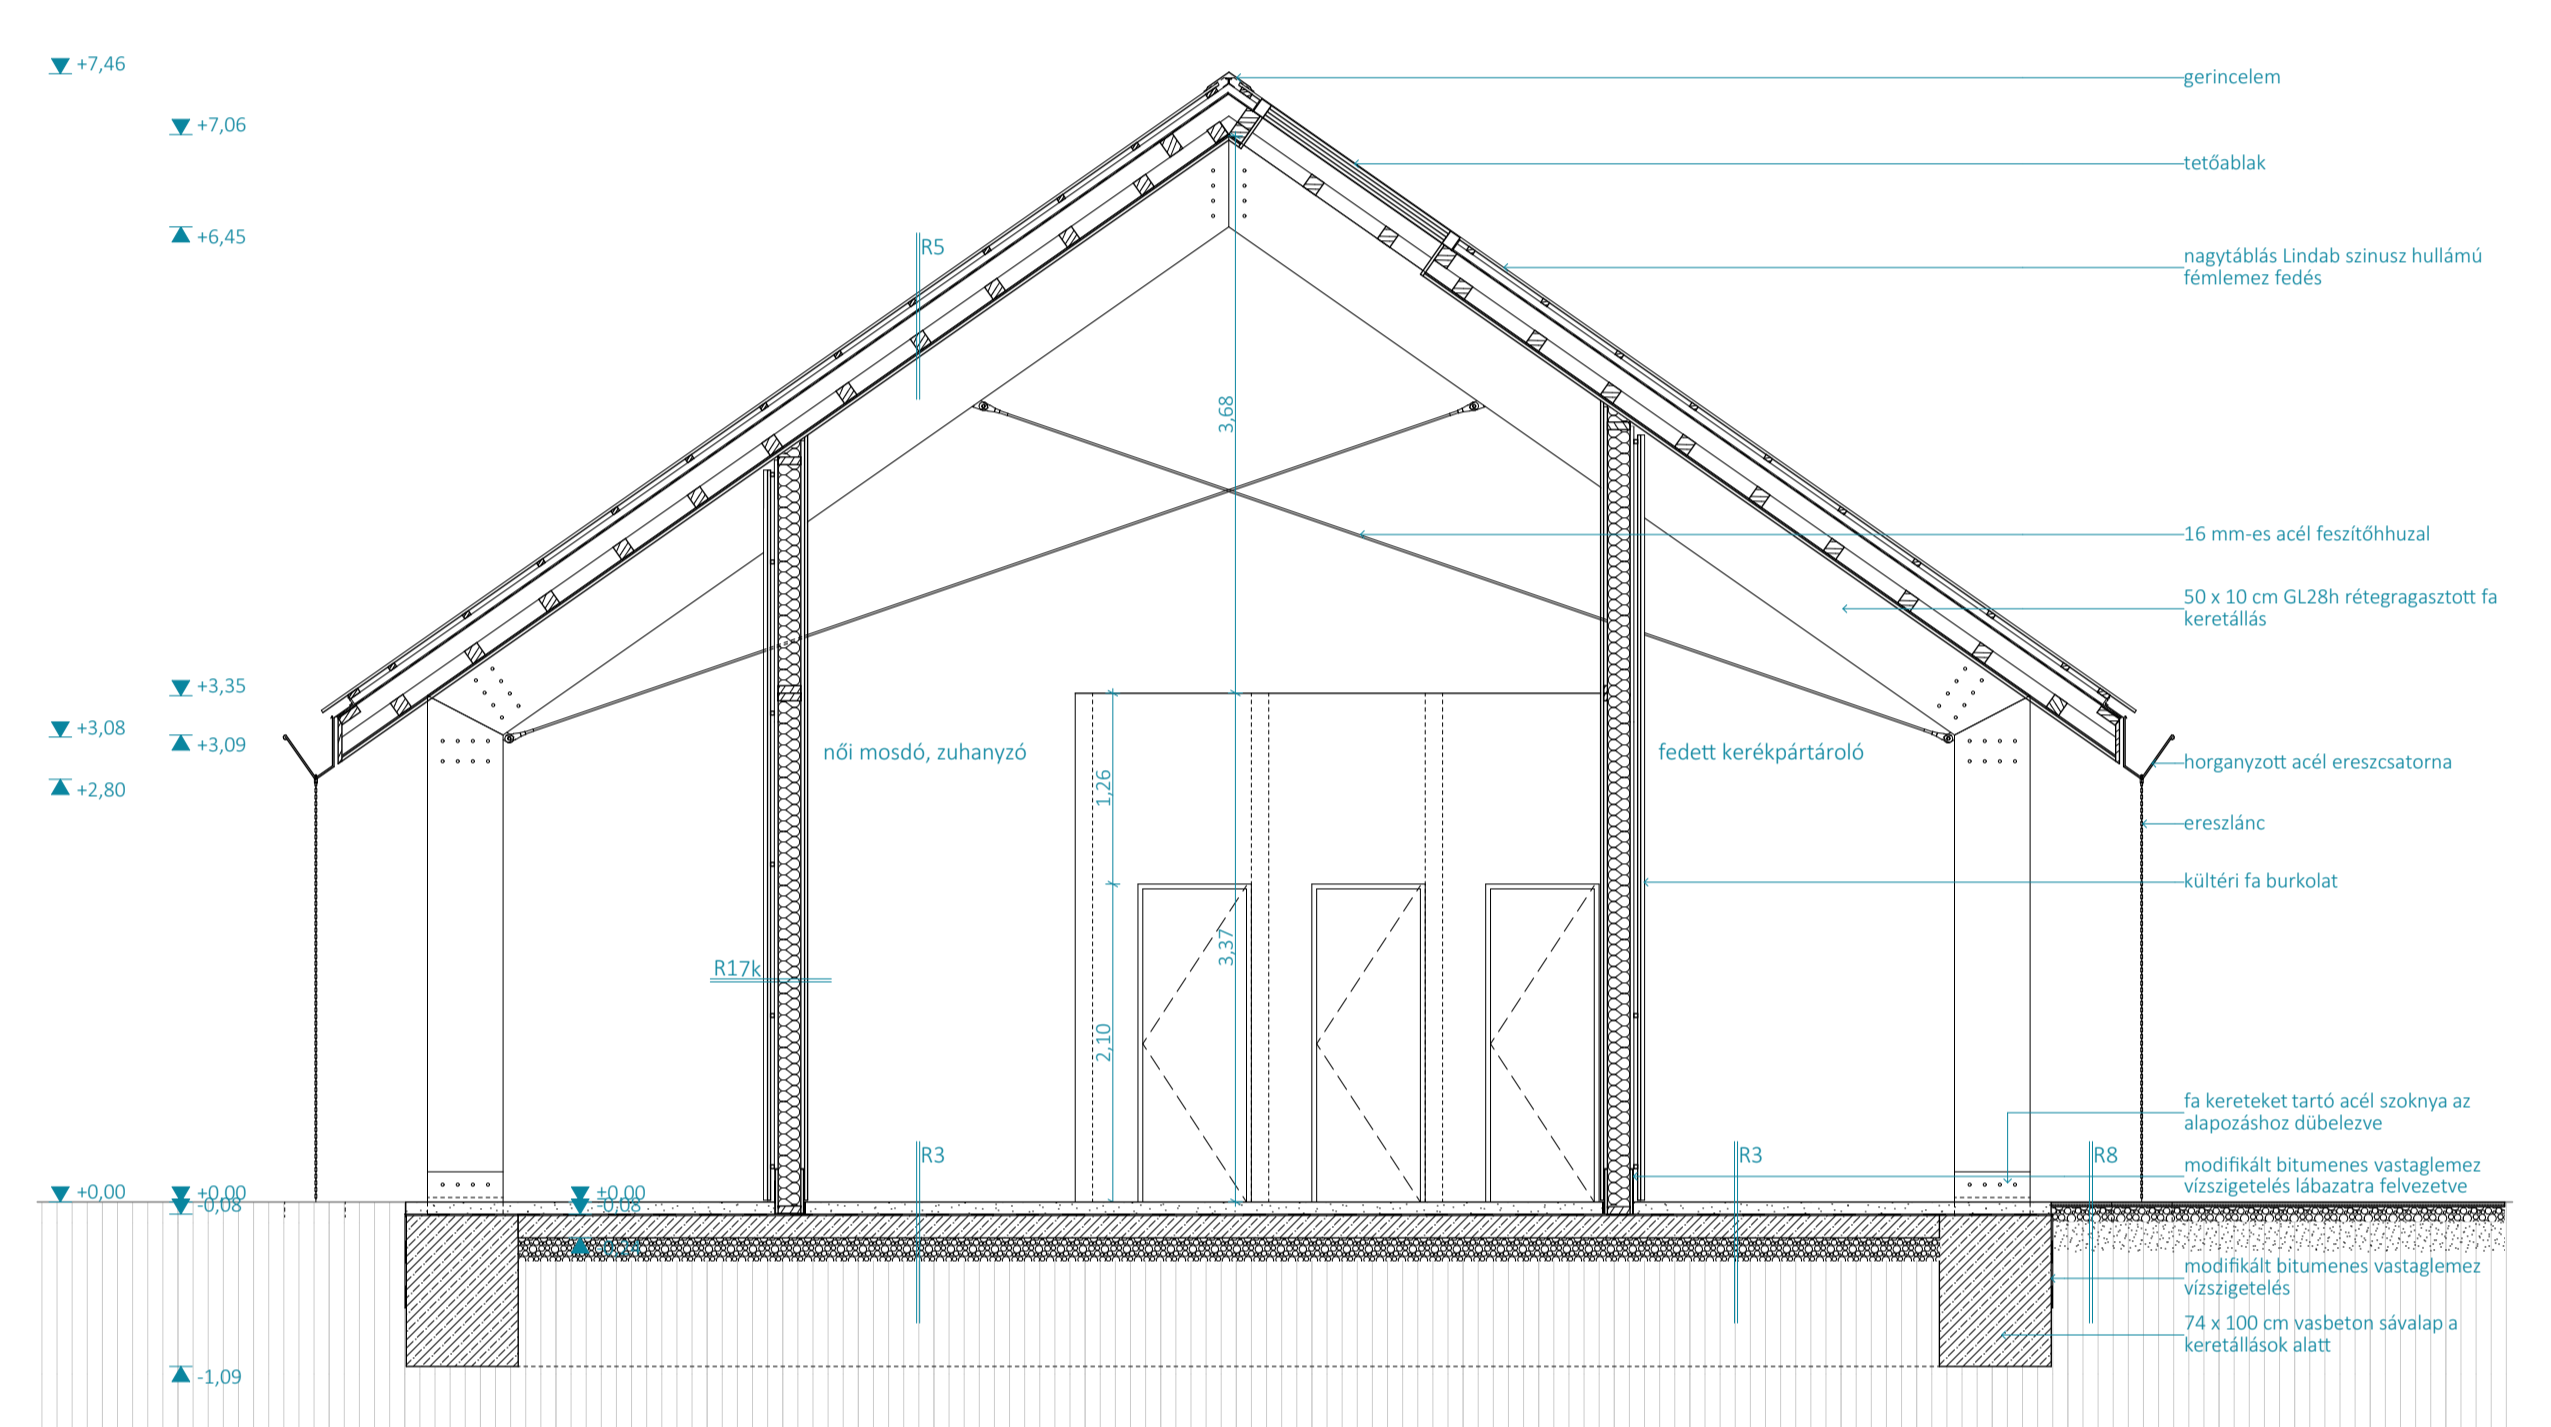 +7,46
gerincelem
+7,06
tetőablak
+6,45
R5
nagytáblás Lindab szinusz hullámú
fémlemez fedés
3,68
16 mm-es acél feszítőhhuzal
50 x 10 cm GL28h rétegragasztott fa
keretállás
+3,35
+3,08
+3,09
+2,80
női mosdó, zuhanyzó
fedett kerékpártároló
horganyzott acél ereszcsatorna
1,26
ereszlánc
kültéri fa burkolat
3,37
R17k
2,10
fa kereteket tartó acél szoknya az
alapozáshoz dübelezve
R3
R3
R8
modifikált bitumenes vastaglemez
vízszigetelés lábazatra felvezetve
+0,00
±0,00
-0,08
±0,00
-0,08
-0,24
modifikált bitumenes vastaglemez
vízszigetelés
74 x 100 cm vasbeton sávalap a
keretállások alatt
-1,09